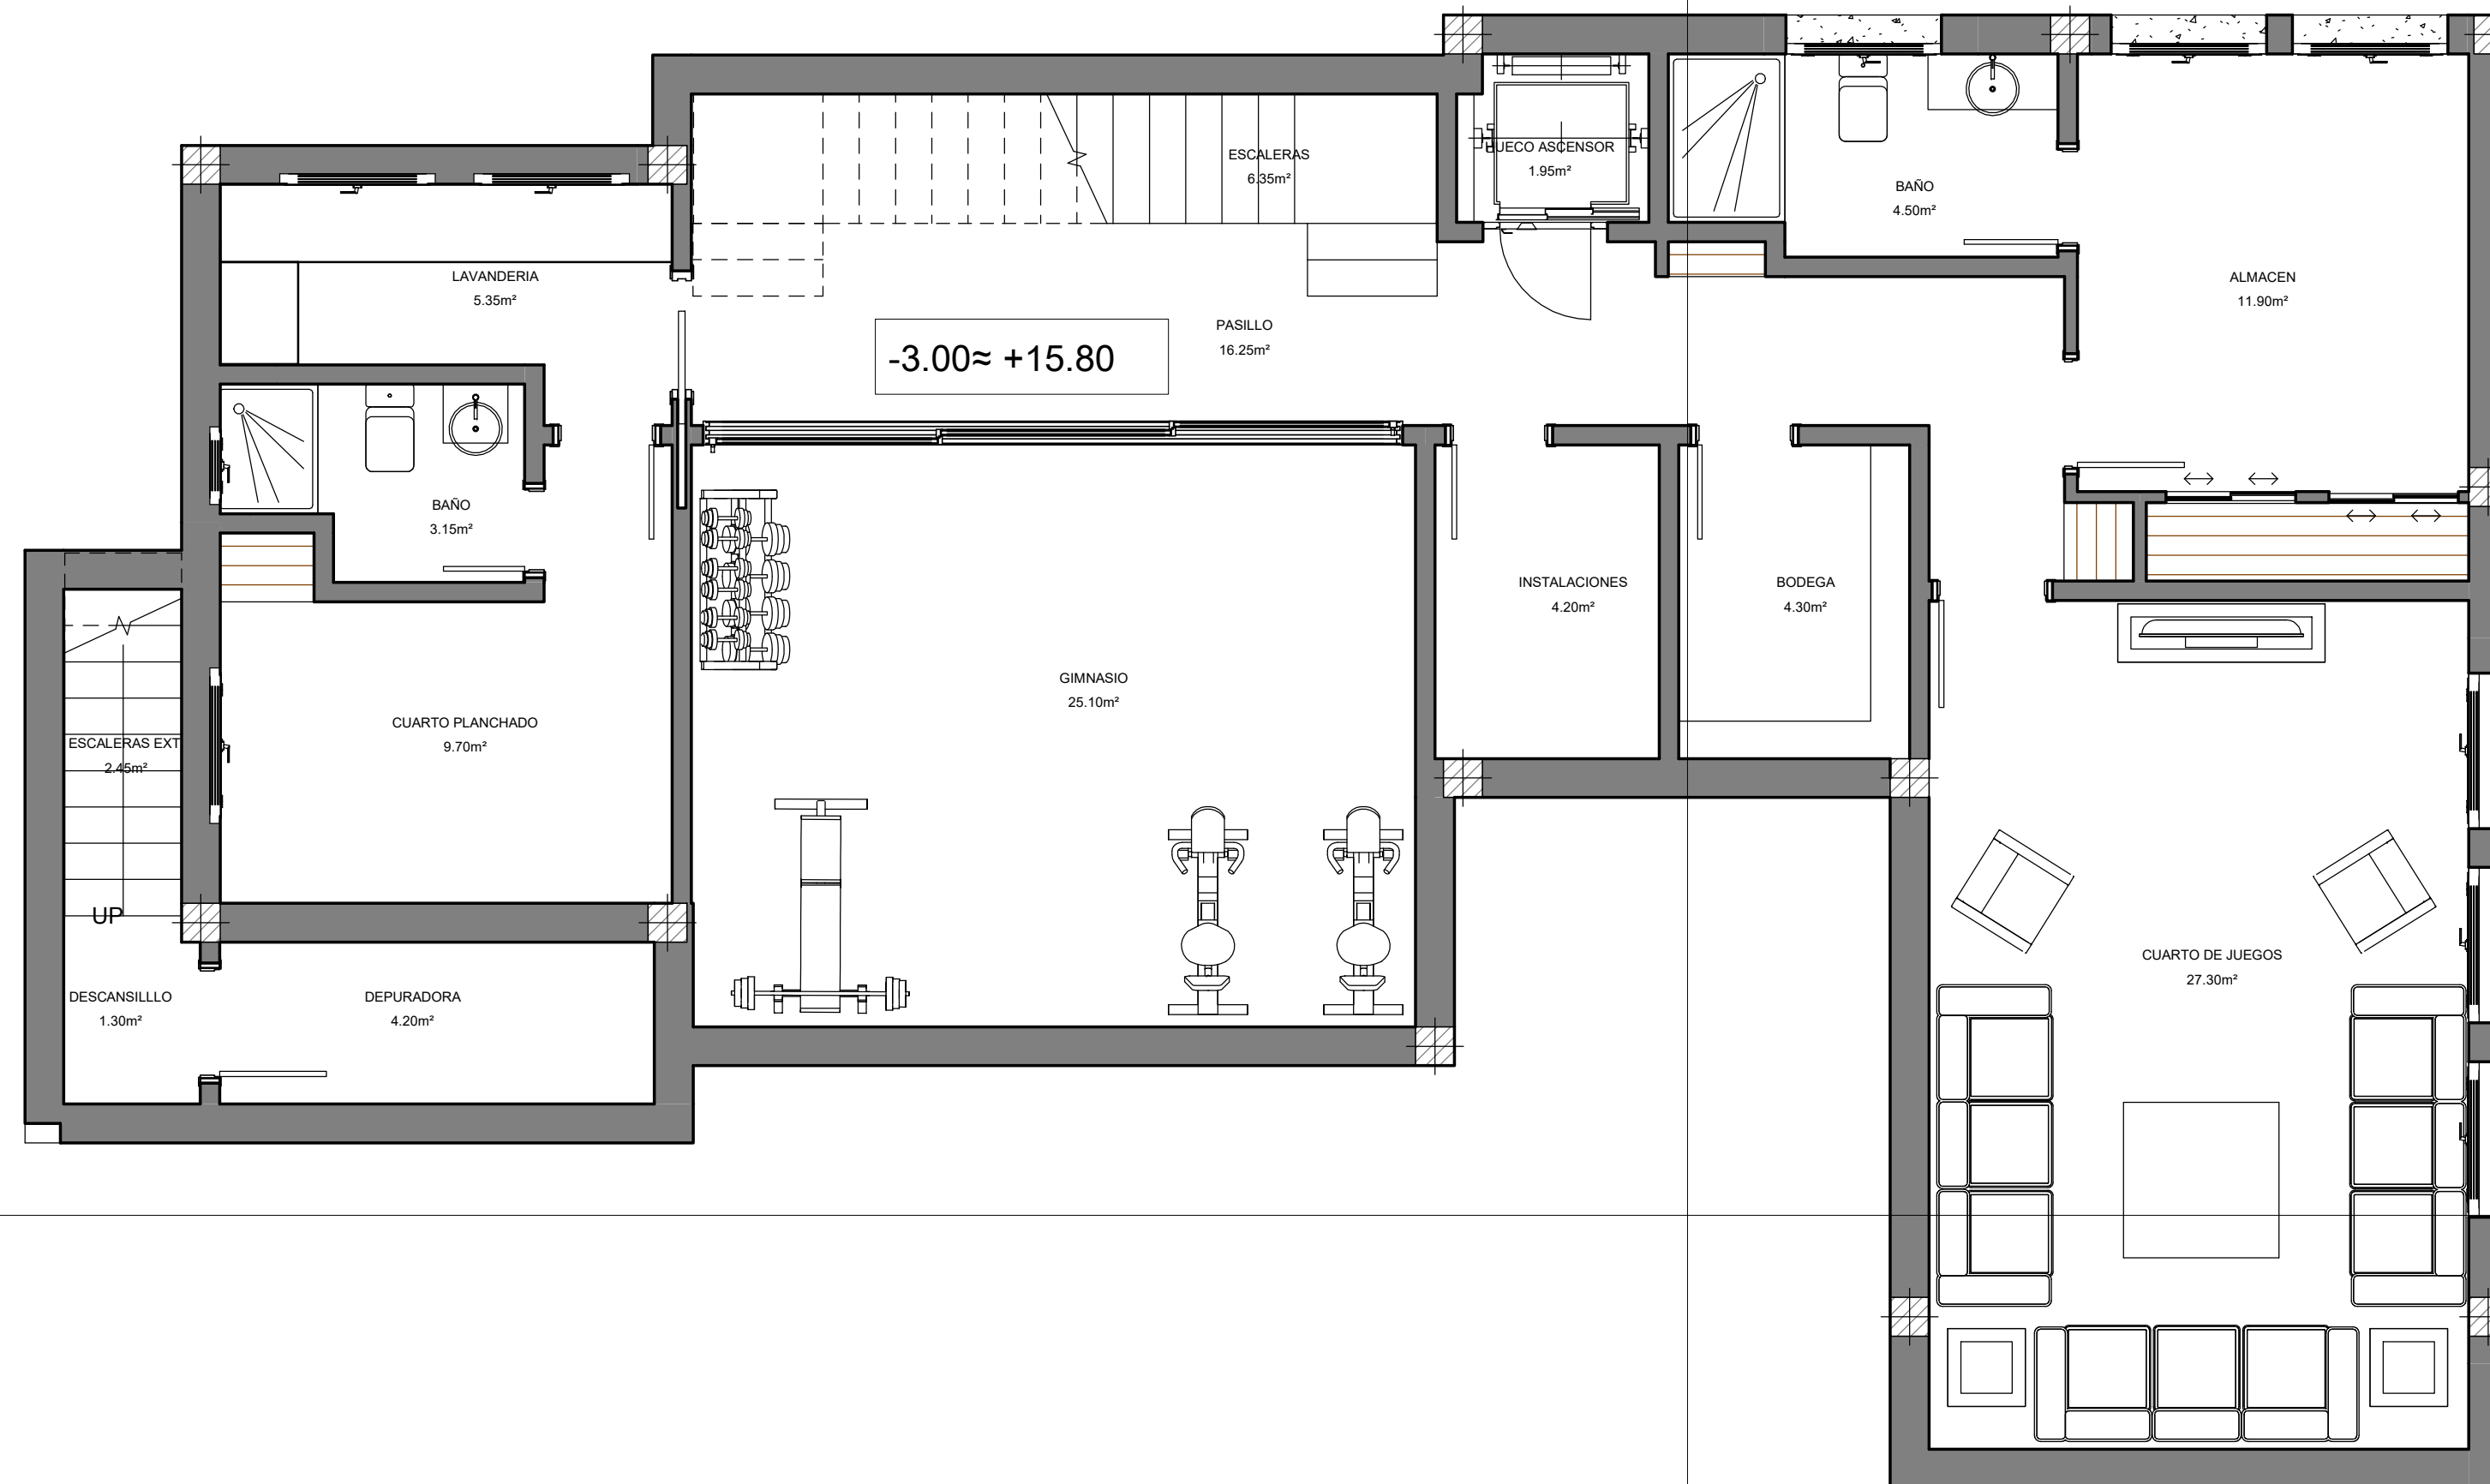 ESCALERAS
6.35m²
HUECO ASCENSOR
1.95m²
BAÑO
4.50m²
LAVANDERIA
5.35m²
ALMACEN
11.90m²
PASILLO
16.25m²
-3.00≈ +15.80
BAÑO
3.15m²
INSTALACIONES
4.20m²
BODEGA
4.30m²
GIMNASIO
25.10m²
CUARTO PLANCHADO
9.70m²
ESCALERAS EXT
2.45m²
UP
CUARTO DE JUEGOS
27.30m²
DESCANSILLLO
1.30m²
DEPURADORA
4.20m²